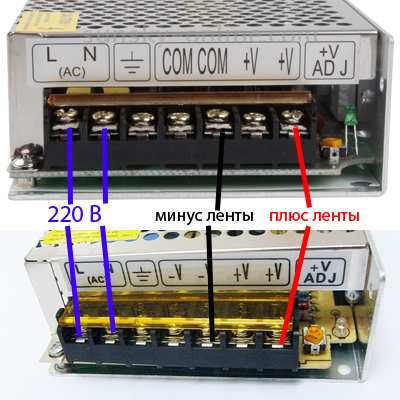 L N ⏚ COM COM +V +V +V
(AC) ADJ
220 В минус ленты плюс ленты
L N ⏚ -V -V +V +V +V
(AC) ADJ